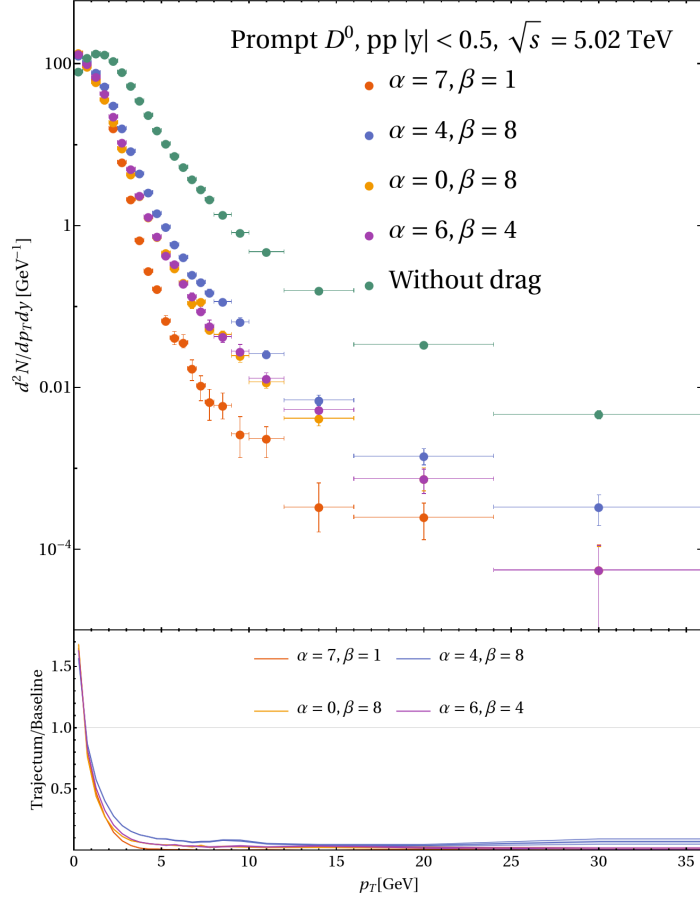 Prompt D⁰, pp |y| < 0.5, √s = 5.02 TeV
α = 7, β = 1
α = 4, β = 8
α = 0, β = 8
α = 6, β = 4
Without drag
100
1
0.01
10⁻⁴
d²N/dp_T dy [GeV⁻¹]
α = 7, β = 1 α = 4, β = 8
α = 0, β = 8 α = 6, β = 4
1.5
1.0
0.5
Trajectum/Baseline
0 5 10 15 20 25 30 35
p_T [GeV]